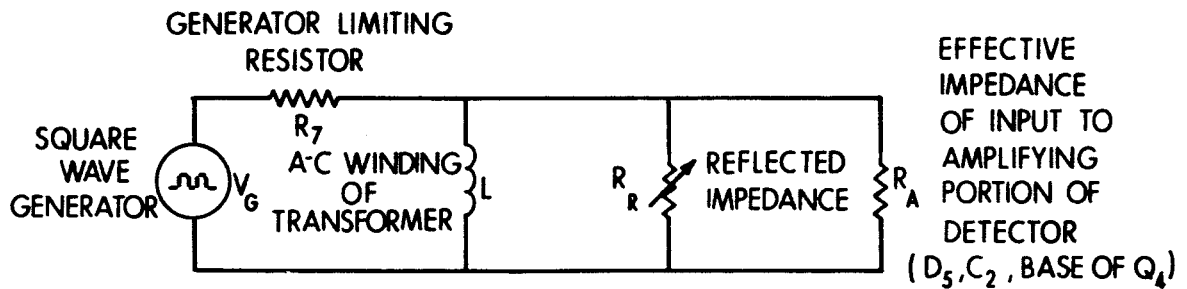 GENERATOR LIMITING
RESISTOR
R7
SQUARE
WAVE
GENERATOR
VG
A-C WINDING
OF
TRANSFORMER
L
RR
REFLECTED
IMPEDANCE
RA
EFFECTIVE
IMPEDANCE
OF INPUT TO
AMPLIFYING
PORTION OF
DETECTOR
(D5,C2, BASE OF Q4)